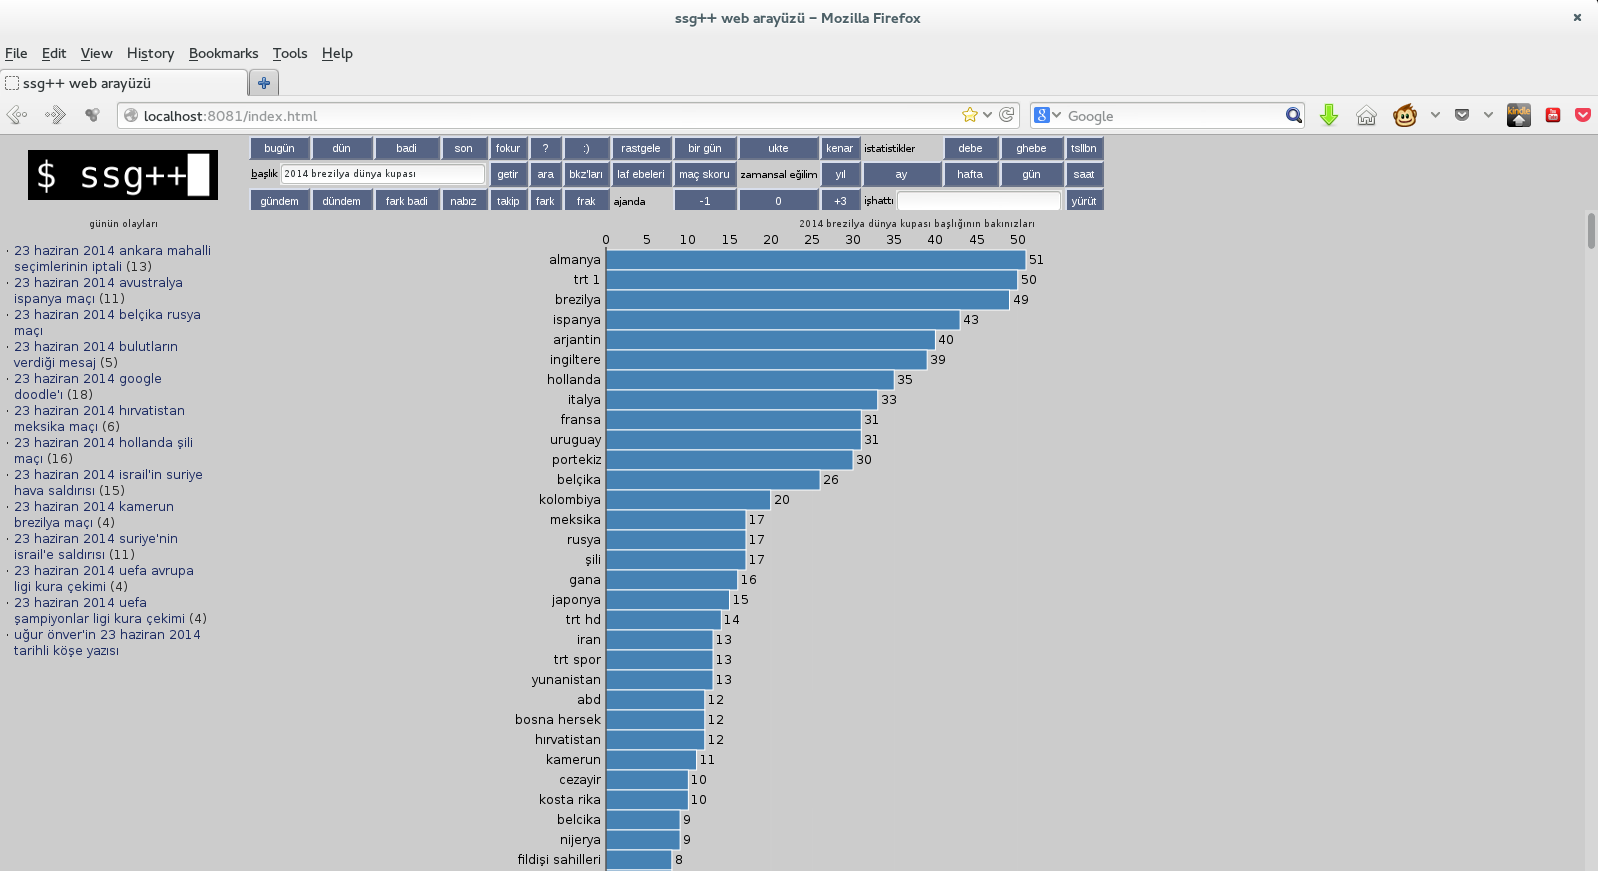 ssg++ web arayüzü – Mozilla Firefox
File Edit View History Bookmarks Tools Help
ssg++ web arayüzü
localhost:8081/index.html
Google
$ ssg++
bugün dün badi son fokur ? :) rastgele bir gün ukte kenar istatistikler debe ghebe tsllbn
başlık 2014 brezilya dünya kupası getir ara bkz'ları laf ebeleri maç skoru zamansal eğilim yıl ay hafta gün saat
gündem dündem fark badi nabız takip fark frak ajanda -1 0 +3 işhattı yürüt
günün olayları
· 23 haziran 2014 ankara mahalli
seçimlerinin iptali (13)
· 23 haziran 2014 avustralya
ispanya maçı (11)
· 23 haziran 2014 belçika rusya
maçı
· 23 haziran 2014 bulutların
verdiği mesaj (5)
· 23 haziran 2014 google
doodle'ı (18)
· 23 haziran 2014 hırvatistan
meksika maçı (6)
· 23 haziran 2014 hollanda şili
maçı (16)
· 23 haziran 2014 israil'in suriye
hava saldırısı (15)
· 23 haziran 2014 kamerun
brezilya maçı (4)
· 23 haziran 2014 suriye'nin
israil'e saldırısı (11)
· 23 haziran 2014 uefa avrupa
ligi kura çekimi (4)
· 23 haziran 2014 uefa
şampiyonlar ligi kura çekimi (4)
· uğur önver'in 23 haziran 2014
tarihli köşe yazısı
2014 brezilya dünya kupası başlığının bakınızları
0 5 10 15 20 25 30 35 40 45 50
almanya 51
trt 1 50
brezilya 49
ispanya 43
arjantin 40
ingiltere 39
hollanda 35
italya 33
fransa 31
uruguay 31
portekiz 30
belçika 26
kolombiya 20
meksika 17
rusya 17
şili 17
gana 16
japonya 15
trt hd 14
iran 13
trt spor 13
yunanistan 13
abd 12
bosna hersek 12
hırvatistan 12
kamerun 11
cezayir 10
kosta rika 10
belcika 9
nijerya 9
fildişi sahilleri 8